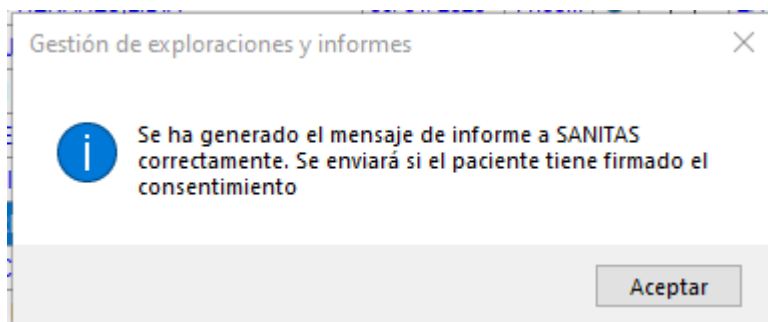 Gestión de exploraciones y informes
Se ha generado el mensaje de informe a SANITAS
correctamente. Se enviará si el paciente tiene firmado el
consentimiento
Aceptar